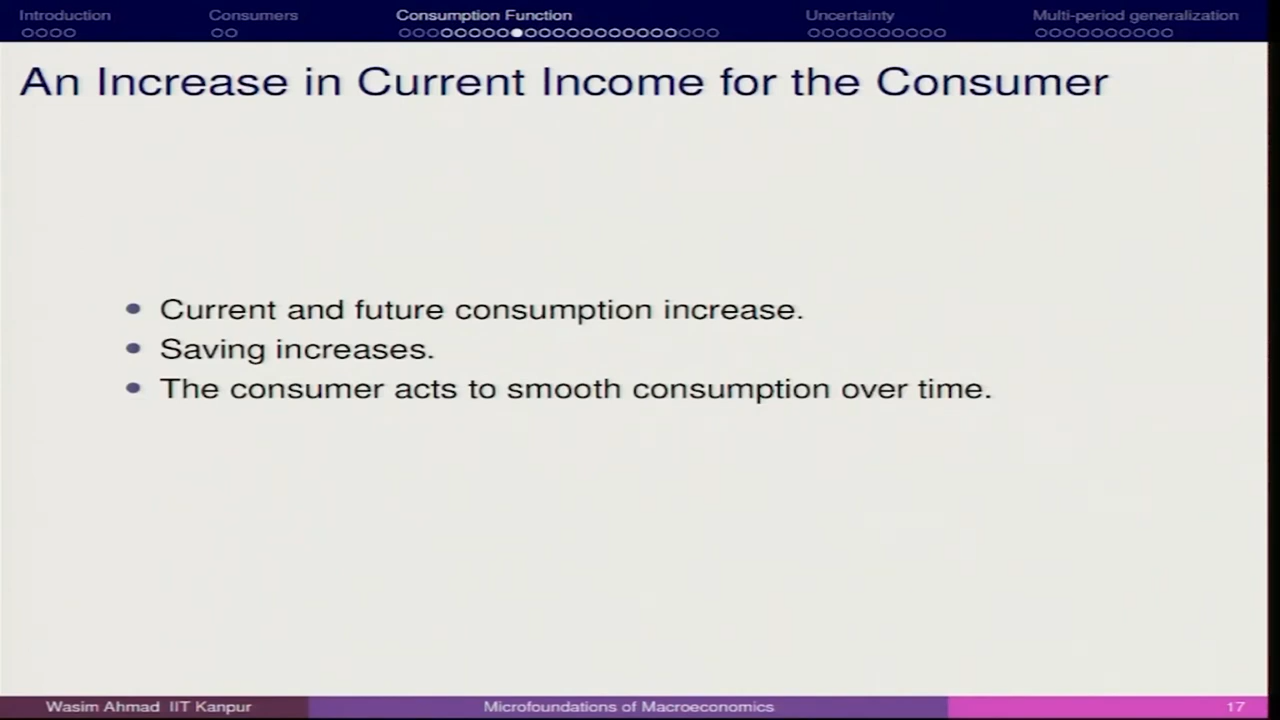 Introduction Consumers Consumption Function Uncertainty Multi-period generalization
An Increase in Current Income for the Consumer
• Current and future consumption increase.
• Saving increases.
• The consumer acts to smooth consumption over time.
Wasim Ahmad IIT Kanpur Microfoundations of Macroeconomics 17